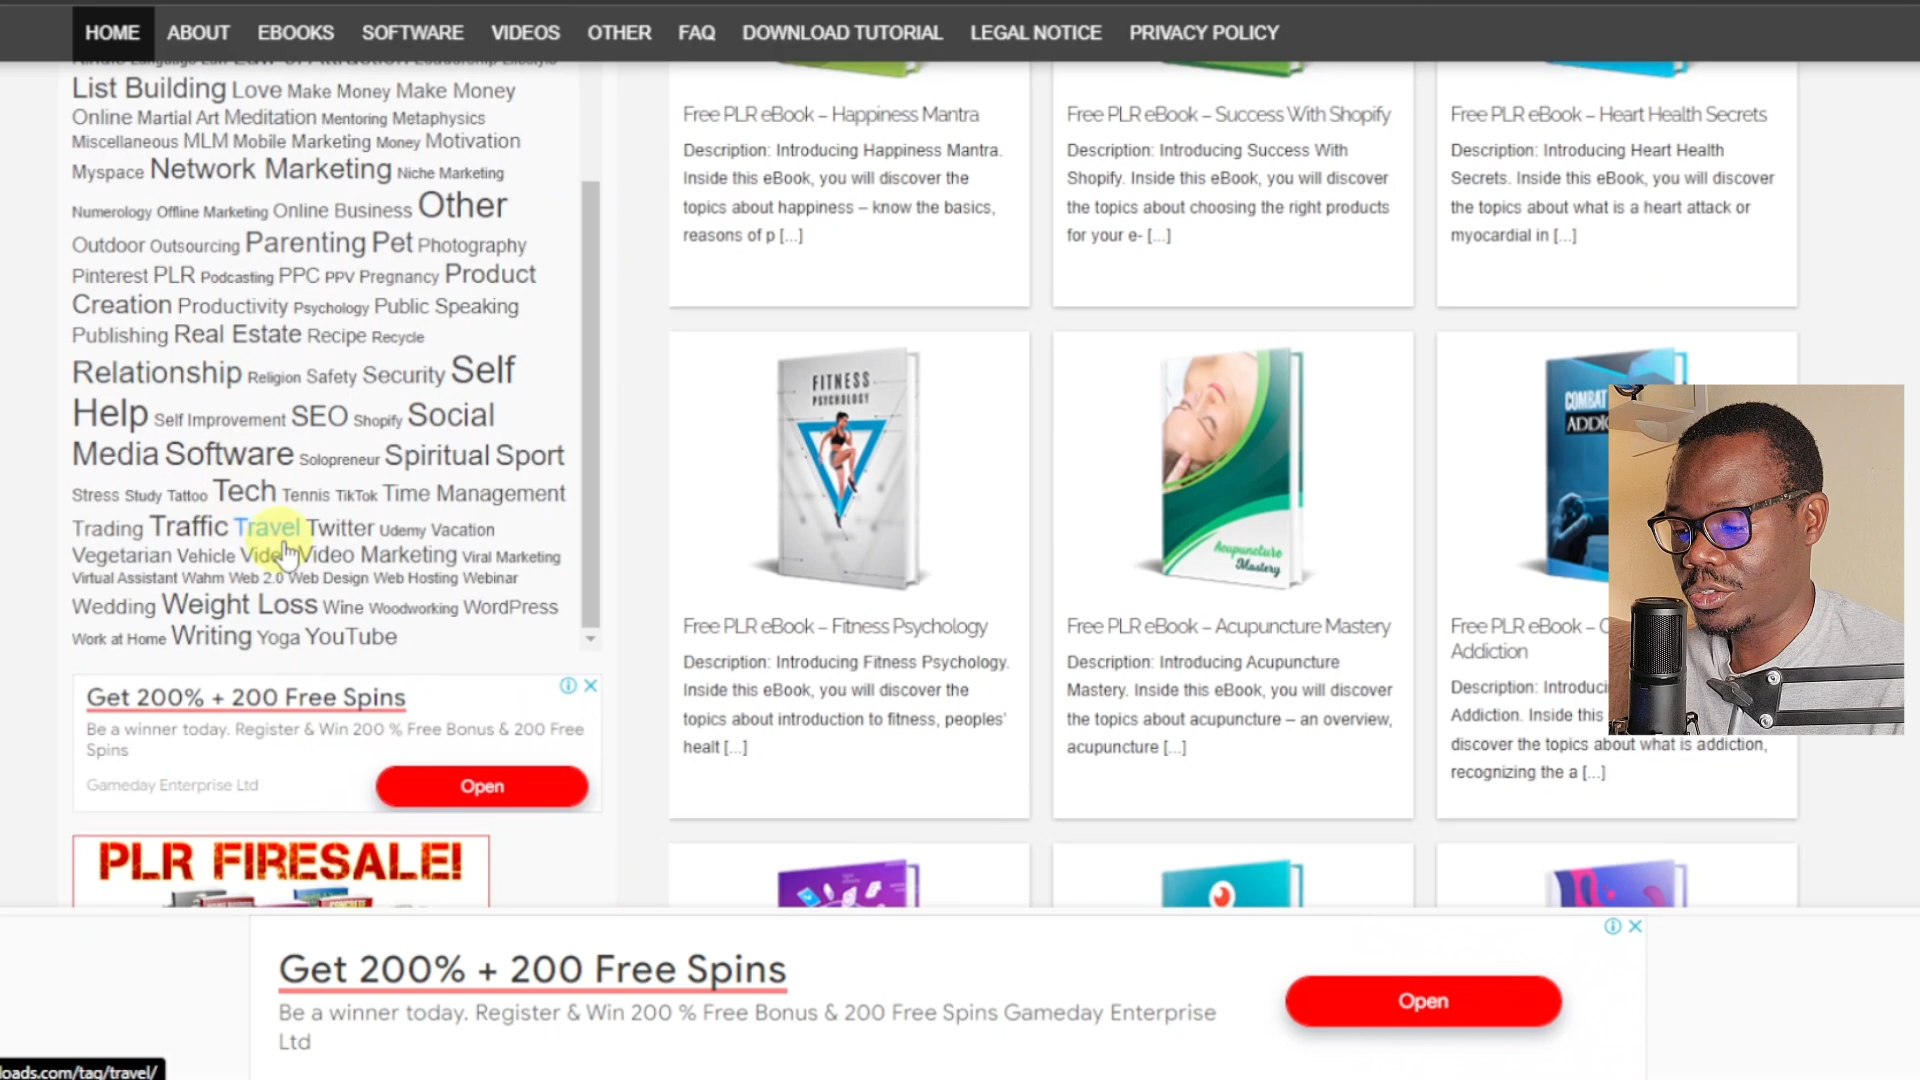 HOME ABOUT EBOOKS SOFTWARE VIDEOS OTHER FAQ DOWNLOAD TUTORIAL LEGAL NOTICE PRIVACY POLICY
List Building Love Make Money Make Money
Online Martial Art Meditation Mentoring Metaphysics
Miscellaneous MLM Mobile Marketing Money Motivation
Myspace Network Marketing Niche Marketing
Numerology Offline Marketing Online Business Other
Outdoor Outsourcing Parenting Pet Photography
Pinterest PLR Podcasting PPC PPV Pregnancy Product
Creation Productivity Psychology Public Speaking
Publishing Real Estate Recipe Recycle
Relationship Religion Safety Security Self
Help Self Improvement SEO Shopify Social
Media Software Solopreneur Spiritual Sport
Stress Study Tattoo Tech Tennis TikTok Time Management
Trading Traffic Travel Twitter Udemy Vacation
Vegetarian Vehicle Video Video Marketing Viral Marketing
Virtual Assistant Wahm Web 2.0 Web Design Web Hosting Webinar
Wedding Weight Loss Wine Woodworking WordPress
Work at Home Writing Yoga YouTube
Get 200% + 200 Free Spins
Be a winner today. Register & Win 200 % Free Bonus & 200 Free
Spins
Gameday Enterprise Ltd
Open
PLR FIRESALE!
Free PLR eBook – Happiness Mantra
Description: Introducing Happiness Mantra.
Inside this eBook, you will discover the
topics about happiness – know the basics,
reasons of p [...]
Free PLR eBook – Success With Shopify
Description: Introducing Success With
Shopify. Inside this eBook, you will discover
the topics about choosing the right products
for your e- [...]
Free PLR eBook – Heart Health Secrets
Description: Introducing Heart Health
Secrets. Inside this eBook, you will discover
the topics about what is a heart attack or
myocardial in [...]
FITNESS
PSYCHOLOGY
Free PLR eBook – Fitness Psychology
Description: Introducing Fitness Psychology.
Inside this eBook, you will discover the
topics about introduction to fitness, peoples'
healt [...]
Acupuncture
Mastery
Free PLR eBook – Acupuncture Mastery
Description: Introducing Acupuncture
Mastery. Inside this eBook, you will discover
the topics about acupuncture – an overview,
acupuncture [...]
COMBAT
Free PLR eBook –
Addiction
Description:
Addiction. Inside this
discover the topics about what is addiction,
recognizing the a [...]
Get 200% + 200 Free Spins
Be a winner today. Register & Win 200 % Free Bonus & 200 Free Spins Gameday Enterprise
Ltd
Open
loads.com/tag/travel/